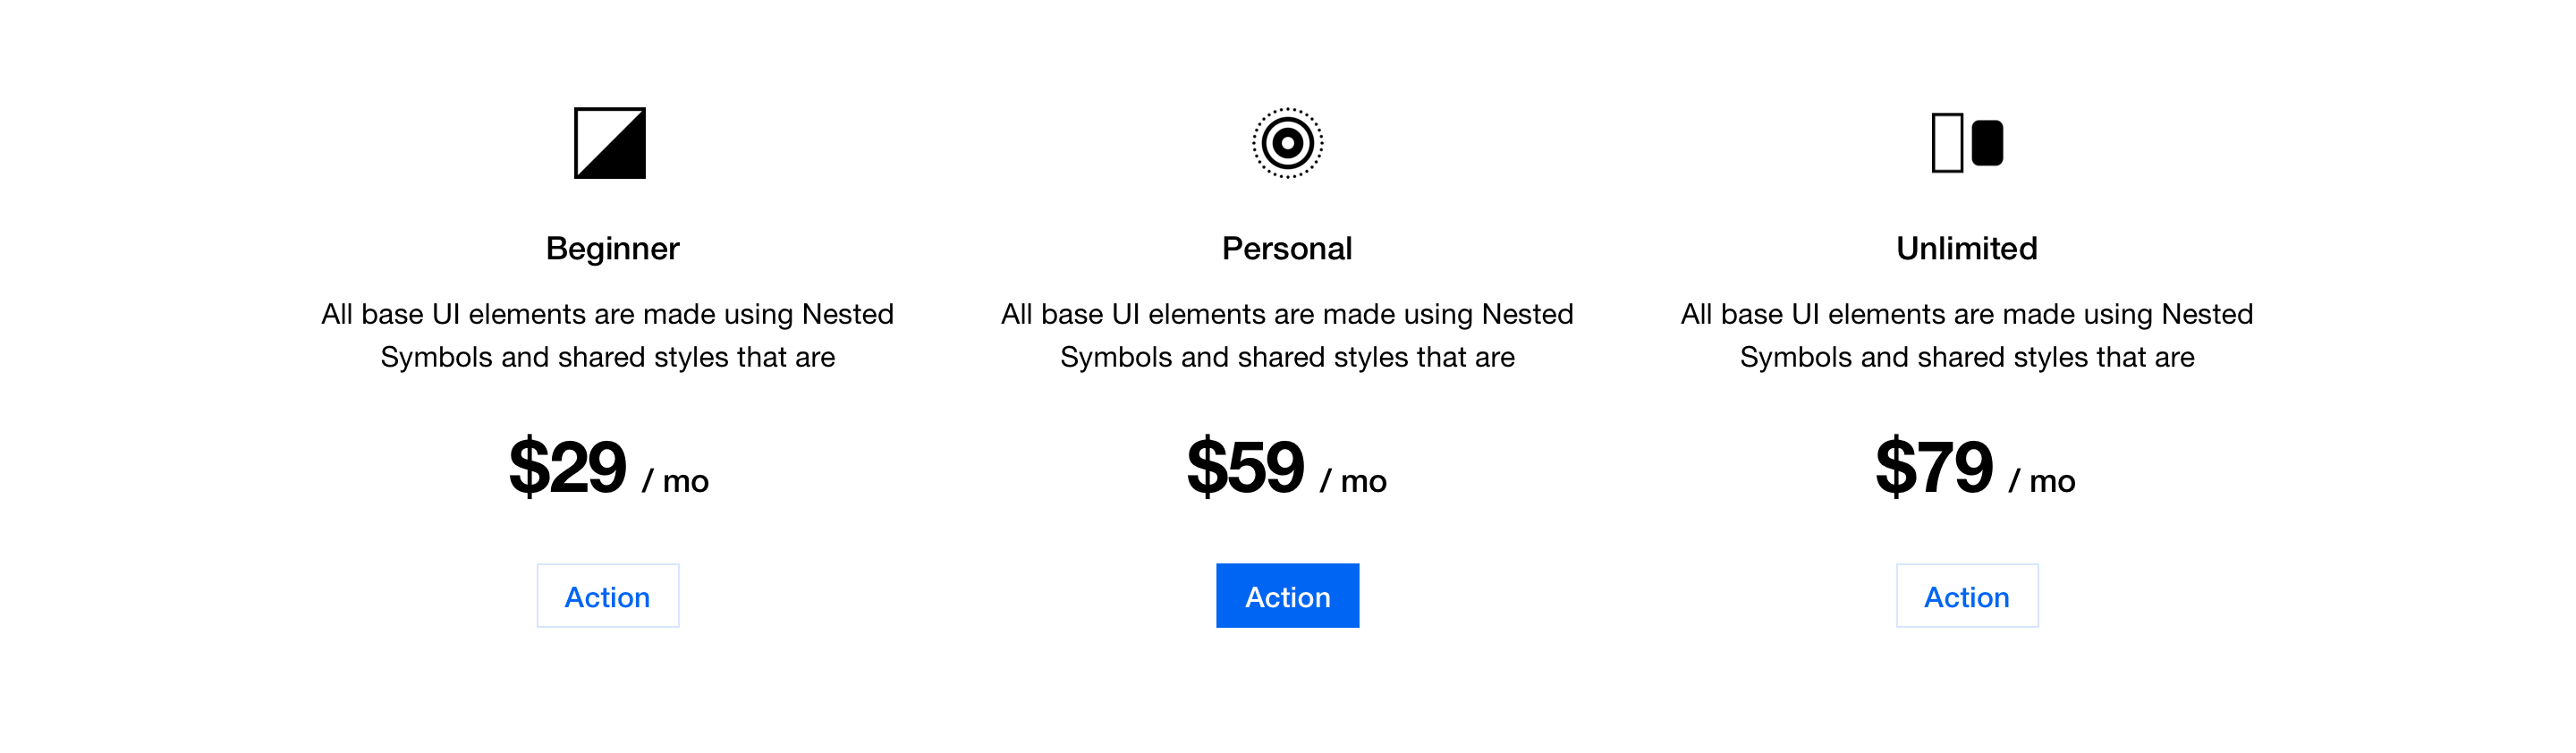 Beginner
All base UI elements are made using Nested
Symbols and shared styles that are
$29 / mo
Action
Personal
All base UI elements are made using Nested
Symbols and shared styles that are
$59 / mo
Action
Unlimited
All base UI elements are made using Nested
Symbols and shared styles that are
$79 / mo
Action